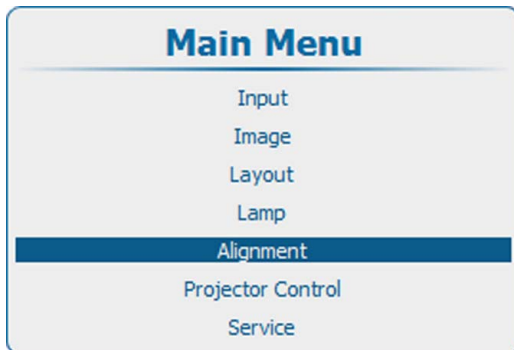 Main Menu
Input
Image
Layout
Lamp
Alignment
Projector Control
Service